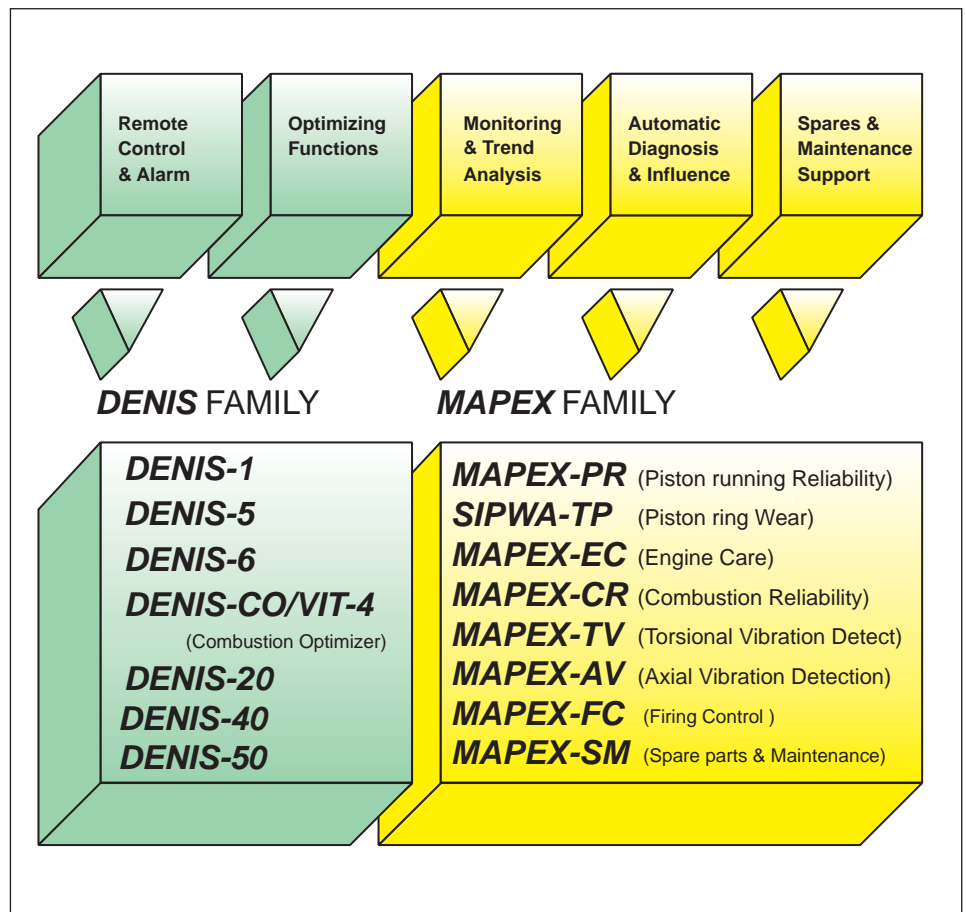 Remote
Control
& Alarm
Optimizing
Functions
Monitoring
& Trend
Analysis
Automatic
Diagnosis
& Influence
Spares &
Maintenance
Support
DENIS FAMILY
MAPEX FAMILY
DENIS-1
DENIS-5
DENIS-6
DENIS-CO/VIT-4
(Combustion Optimizer)
DENIS-20
DENIS-40
DENIS-50
MAPEX-PR (Piston running Reliability)
SIPWA-TP (Piston ring Wear)
MAPEX-EC (Engine Care)
MAPEX-CR (Combustion Reliability)
MAPEX-TV (Torsional Vibration Detect)
MAPEX-AV (Axial Vibration Detection)
MAPEX-FC (Firing Control )
MAPEX-SM (Spare parts & Maintenance)